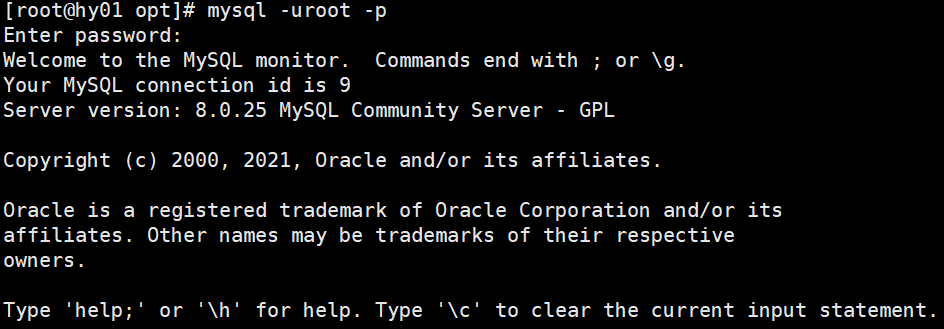 [root@hy01 opt]# mysql -uroot -p
Enter password:
Welcome to the MySQL monitor.  Commands end with ; or \g.
Your MySQL connection id is 9
Server version: 8.0.25 MySQL Community Server - GPL
Copyright (c) 2000, 2021, Oracle and/or its affiliates.
Oracle is a registered trademark of Oracle Corporation and/or its
affiliates. Other names may be trademarks of their respective
owners.
Type 'help;' or '\h' for help. Type '\c' to clear the current input statement.